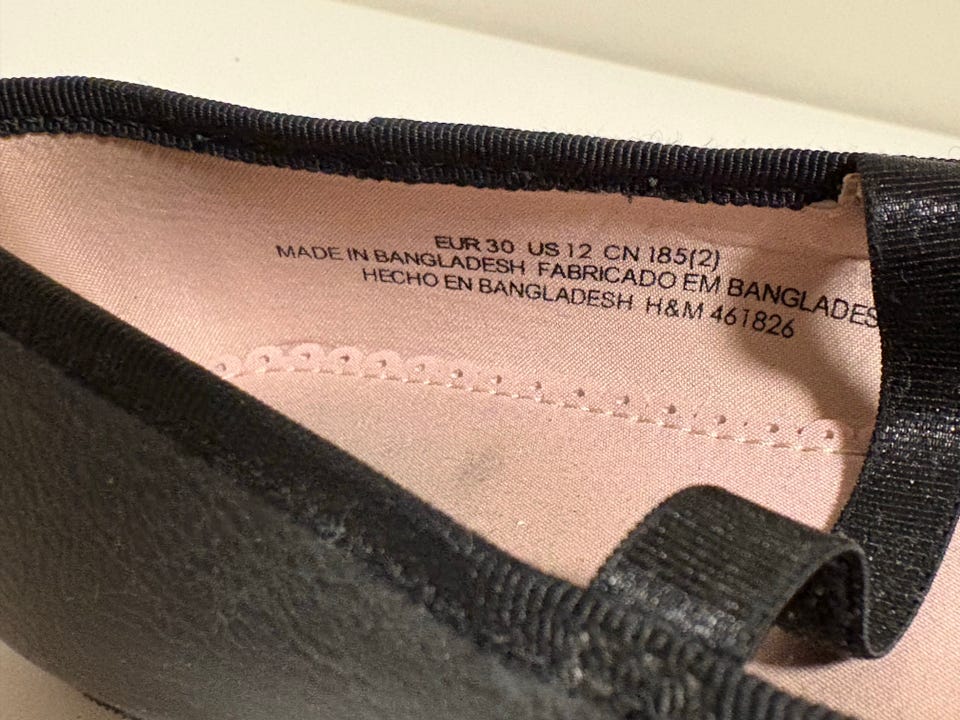 EUR 30 US 12 CN 185(2)
MADE IN BANGLADESH FABRICADO EM BANGLADES
HECHO EN BANGLADESH H&M 461826